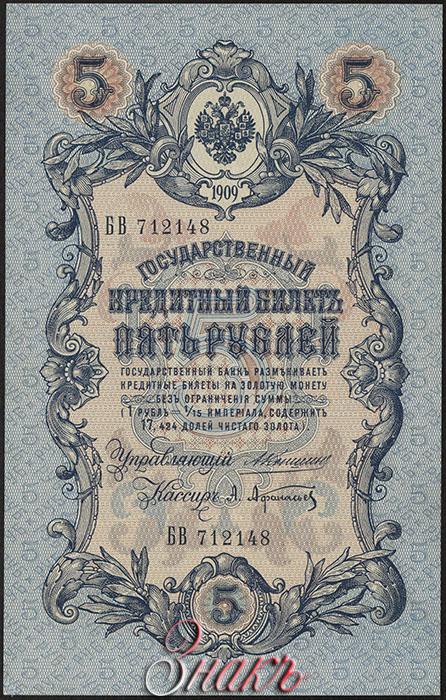 5 5
1909
БВ 712148
ГОСУДАРСТВЕННЫЙ
КРЕДИТНЫЙ БИЛЕТЪ
5
ПЯТЬ РУБЛЕЙ
ГОСУДАРСТВЕННЫЙ БАНКЪ РАЗМѢНИВАЕТЪ
КРЕДИТНЫЕ БИЛЕТЫ НА ЗОЛОТУЮ МОНЕТУ
БЕЗЪ ОГРАНИЧЕНІЯ СУММЫ
(1 РУБЛЬ = 1/15 ИМПЕРІАЛА, СОДЕРЖИТЪ
17,424 ДОЛЕЙ ЧИСТАГО ЗОЛОТА).
Управляющій
Кассиръ А. Афанасьев
БВ 712148
5
Знакъ